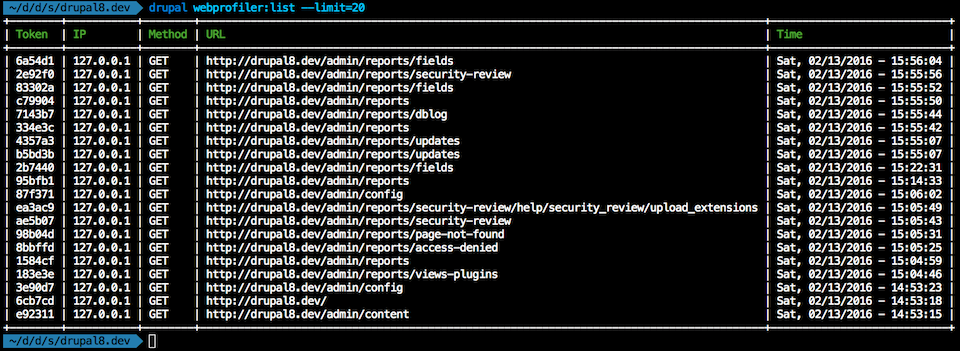 ~/d/d/s/drupal8.dev drupal webprofiler:list --limit=20
Token | IP | Method | URL | Time
6a54d1 | 127.0.0.1 | GET | http://drupal8.dev/admin/reports/fields | Sat, 02/13/2016 - 15:56:04
2e92f0 | 127.0.0.1 | GET | http://drupal8.dev/admin/reports/security-review | Sat, 02/13/2016 - 15:55:56
83302a | 127.0.0.1 | GET | http://drupal8.dev/admin/reports/fields | Sat, 02/13/2016 - 15:55:52
c79904 | 127.0.0.1 | GET | http://drupal8.dev/admin/reports | Sat, 02/13/2016 - 15:55:50
7143b7 | 127.0.0.1 | GET | http://drupal8.dev/admin/reports/dblog | Sat, 02/13/2016 - 15:55:44
334e3c | 127.0.0.1 | GET | http://drupal8.dev/admin/reports | Sat, 02/13/2016 - 15:55:42
4357a3 | 127.0.0.1 | GET | http://drupal8.dev/admin/reports/updates | Sat, 02/13/2016 - 15:55:07
b5bd3b | 127.0.0.1 | GET | http://drupal8.dev/admin/reports/updates | Sat, 02/13/2016 - 15:55:07
2b7440 | 127.0.0.1 | GET | http://drupal8.dev/admin/reports/fields | Sat, 02/13/2016 - 15:22:31
95bfb1 | 127.0.0.1 | GET | http://drupal8.dev/admin/reports | Sat, 02/13/2016 - 15:14:33
87f371 | 127.0.0.1 | GET | http://drupal8.dev/admin/config | Sat, 02/13/2016 - 15:06:02
ea3ac9 | 127.0.0.1 | GET | http://drupal8.dev/admin/reports/security-review/help/security_review/upload_extensions | Sat, 02/13/2016 - 15:05:49
ae5b07 | 127.0.0.1 | GET | http://drupal8.dev/admin/reports/security-review | Sat, 02/13/2016 - 15:05:43
98b04d | 127.0.0.1 | GET | http://drupal8.dev/admin/reports/page-not-found | Sat, 02/13/2016 - 15:05:31
8bbffd | 127.0.0.1 | GET | http://drupal8.dev/admin/reports/access-denied | Sat, 02/13/2016 - 15:05:25
1584cf | 127.0.0.1 | GET | http://drupal8.dev/admin/reports | Sat, 02/13/2016 - 15:04:59
183e3e | 127.0.0.1 | GET | http://drupal8.dev/admin/reports/views-plugins | Sat, 02/13/2016 - 15:04:46
3e90d7 | 127.0.0.1 | GET | http://drupal8.dev/admin/config | Sat, 02/13/2016 - 14:53:23
6cb7cd | 127.0.0.1 | GET | http://drupal8.dev/ | Sat, 02/13/2016 - 14:53:18
e92311 | 127.0.0.1 | GET | http://drupal8.dev/admin/content | Sat, 02/13/2016 - 14:53:15
~/d/d/s/drupal8.dev